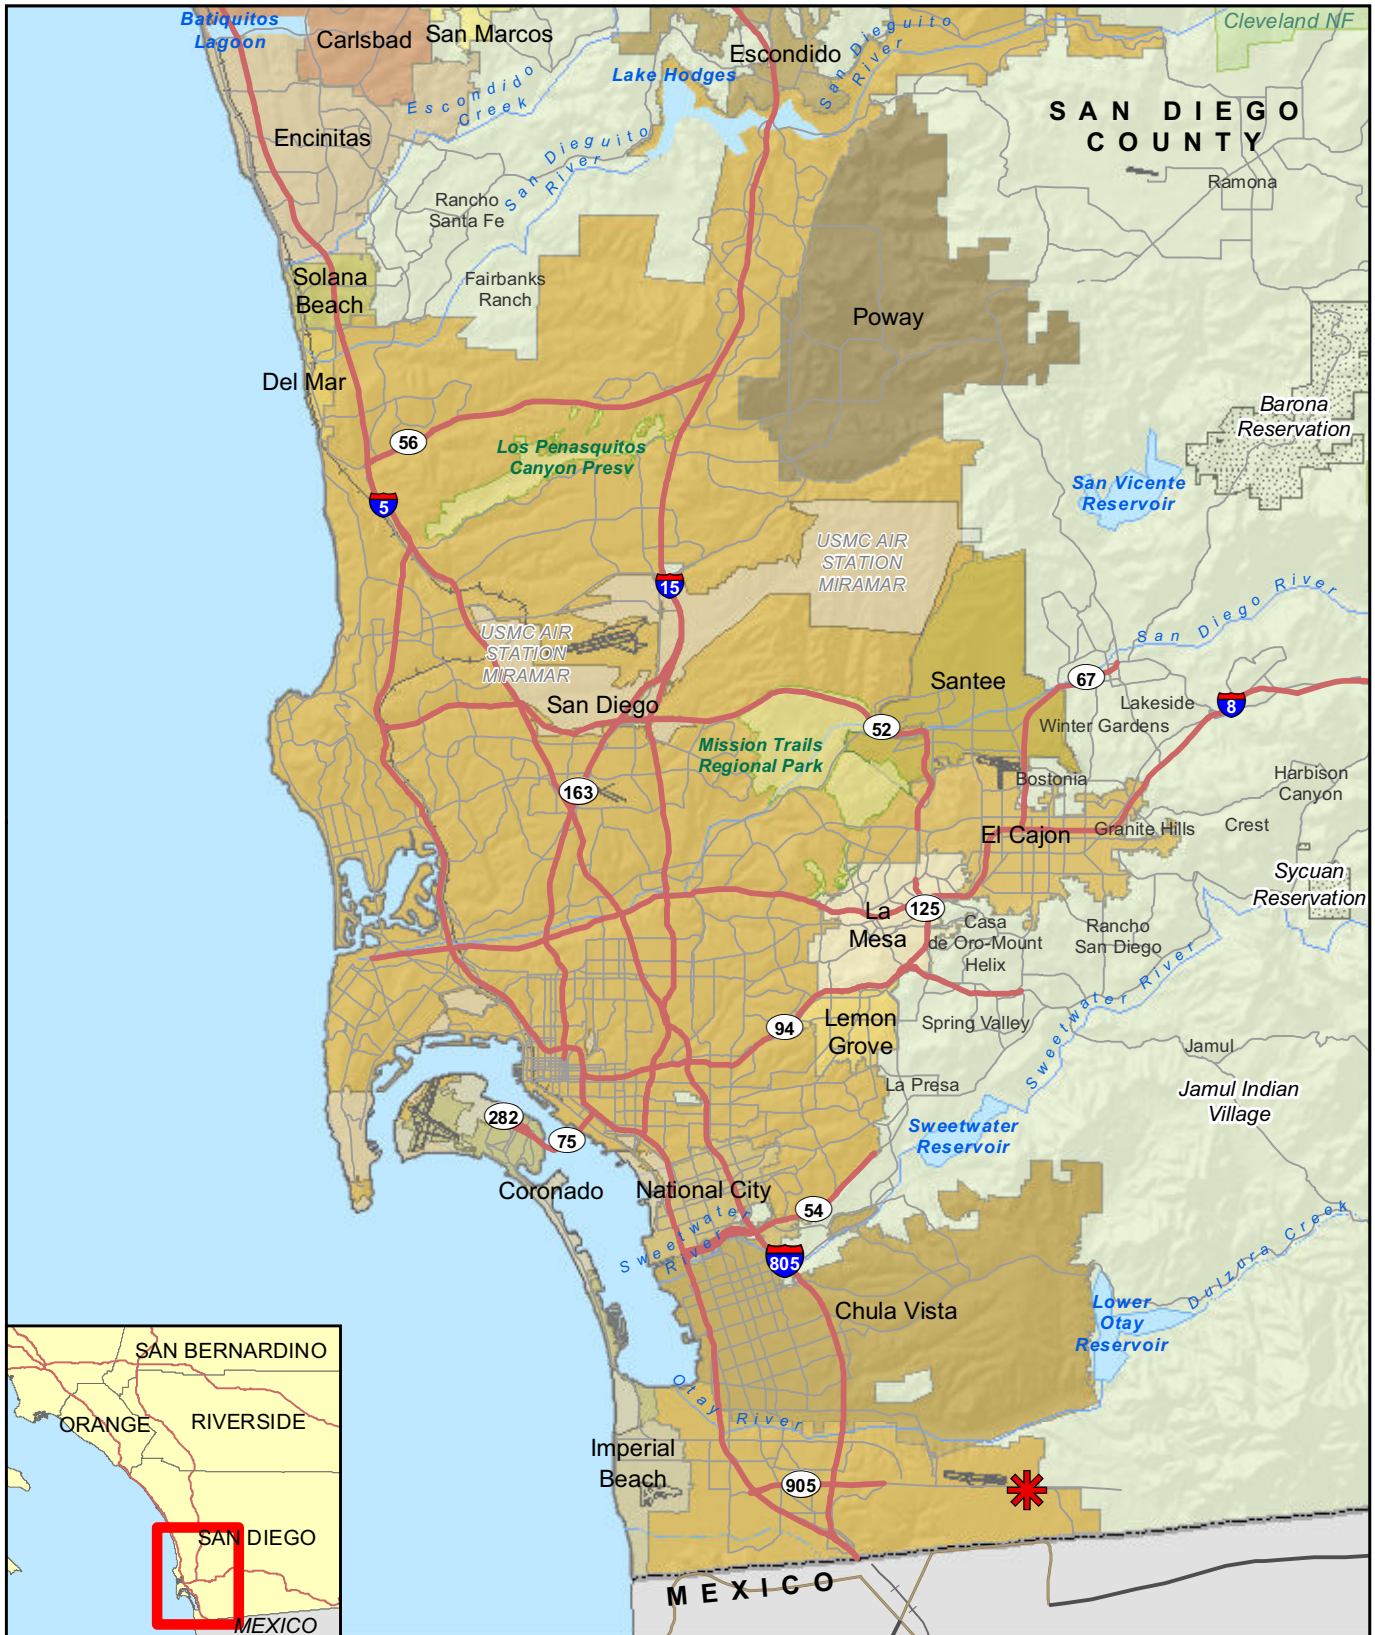 Batiquitos
Lagoon
Carlsbad
San Marcos
Escondido
Lake Hodges
San Dieguito
River
Cleveland NF
Escondido
Creek
Encinitas
San Dieguito
River
SAN DIEGO
COUNTY
Ramona
Rancho
Santa Fe
Solana
Beach
Fairbanks
Ranch
Poway
Del Mar
Barona
Reservation
56
Los Penasquitos
Canyon Presv
San Vicente
Reservoir
5
USMC AIR
STATION
MIRAMAR
15
San Diego River
USMC AIR
STATION
MIRAMAR
Santee
67
Lakeside
8
San Diego
Winter Gardens
52
Mission Trails
Regional Park
Bostonia
Harbison
Canyon
163
El Cajon
Granite Hills
Crest
Sycuan
Reservation
La
Mesa
125
Casa
de Oro-Mount
Helix
Rancho
San Diego
Sweetwater River
94
Lemon
Grove
Spring Valley
Jamul
La Presa
Jamul Indian
Village
282
75
Sweetwater
Reservoir
Coronado
National City
54
Sweetwater
River
805
Dulzura Creek
Chula Vista
Lower
Otay
Reservoir
Otay River
Imperial
Beach
905
MEXICO
SAN BERNARDINO
ORANGE
RIVERSIDE
SAN DIEGO
MEXICO